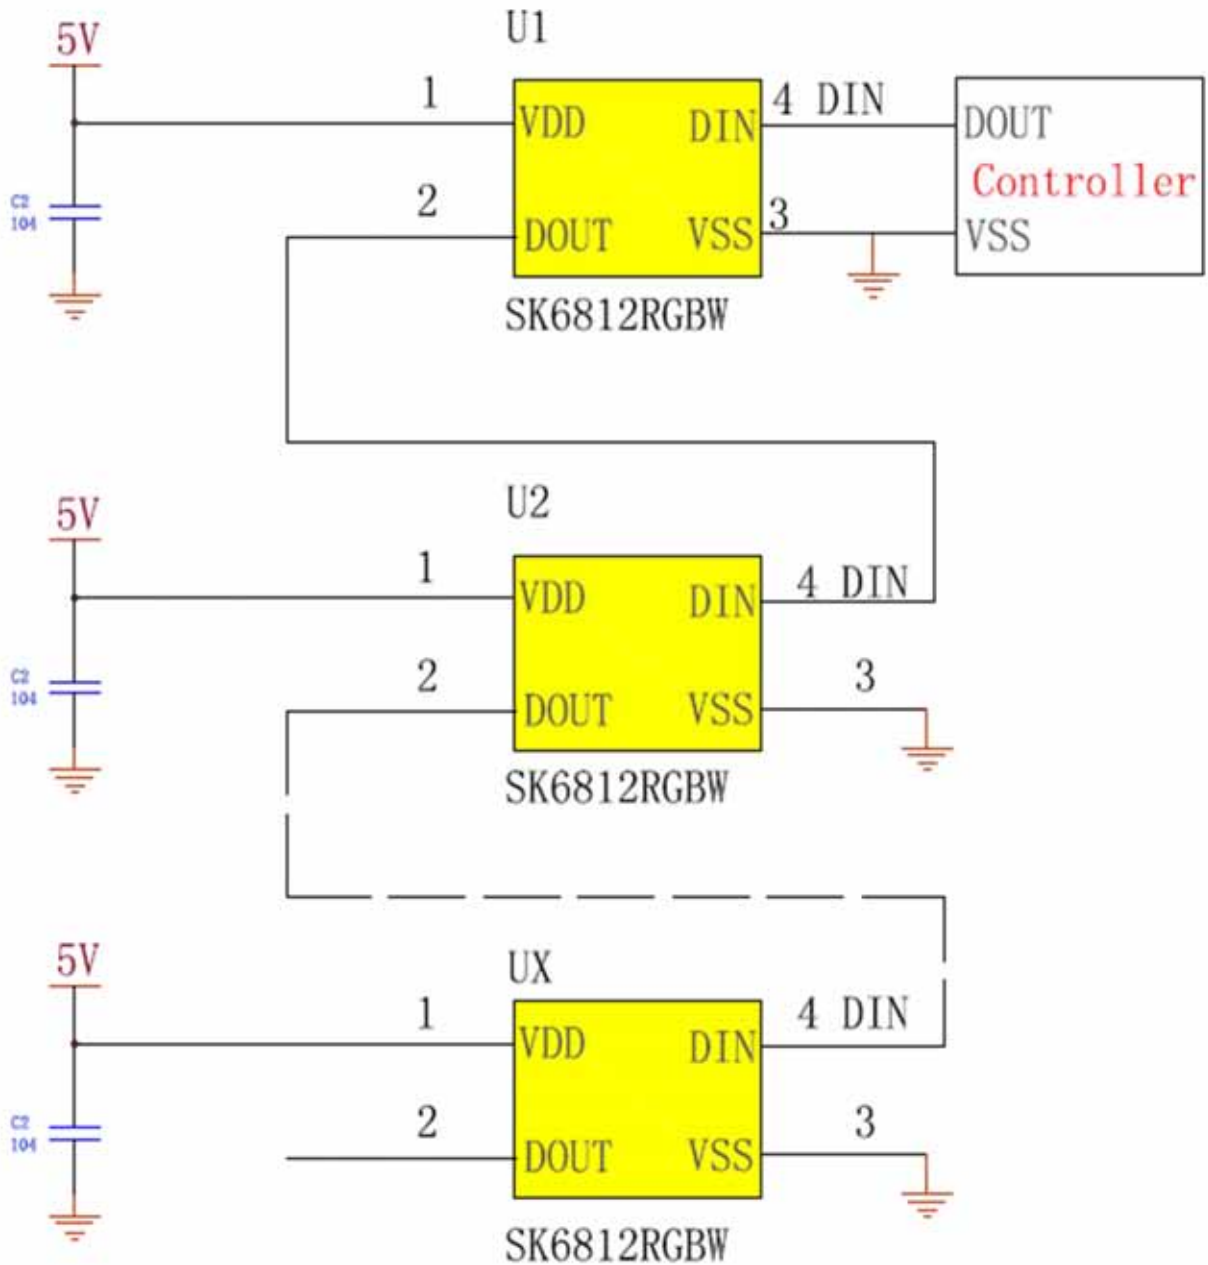 U1
5V
1
VDD
DIN
4 DIN
DOUT
Controller
C2
104
2
DOUT
VSS
3
VSS
SK6812RGBW
U2
5V
1
VDD
DIN
4 DIN
C2
104
2
DOUT
VSS
3
SK6812RGBW
UX
5V
1
VDD
DIN
4 DIN
C2
104
2
DOUT
VSS
3
SK6812RGBW